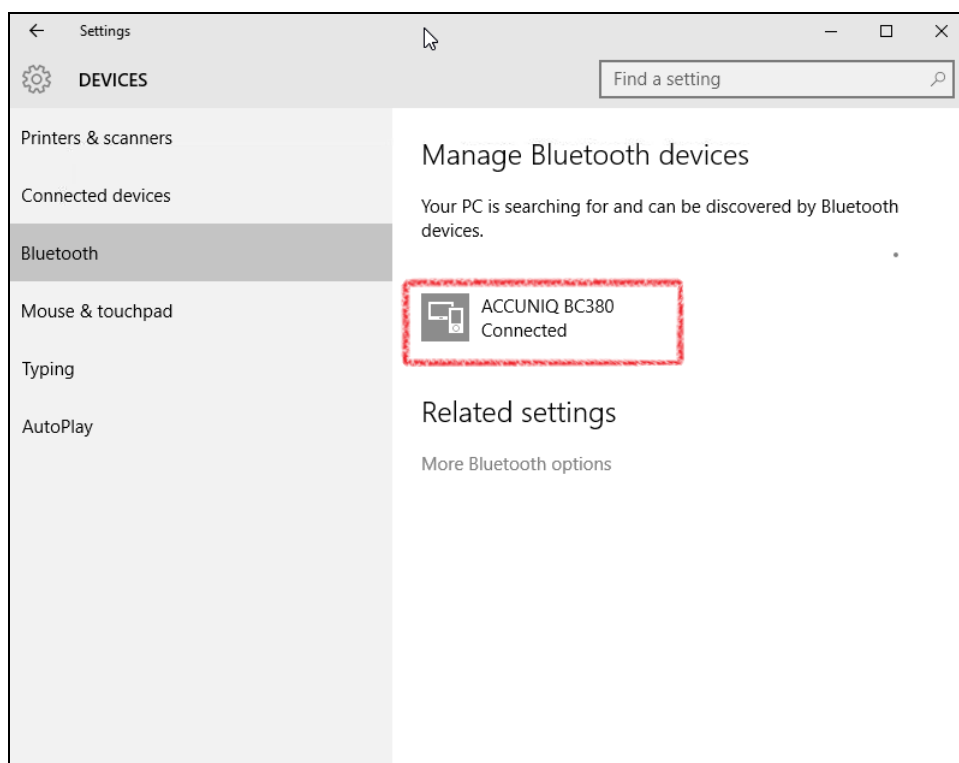 Settings
DEVICES
Find a setting
Printers & scanners
Connected devices
Bluetooth
Mouse & touchpad
Typing
AutoPlay
Manage Bluetooth devices
Your PC is searching for and can be discovered by Bluetooth
devices.
ACCUNIQ BC380
Connected
Related settings
More Bluetooth options